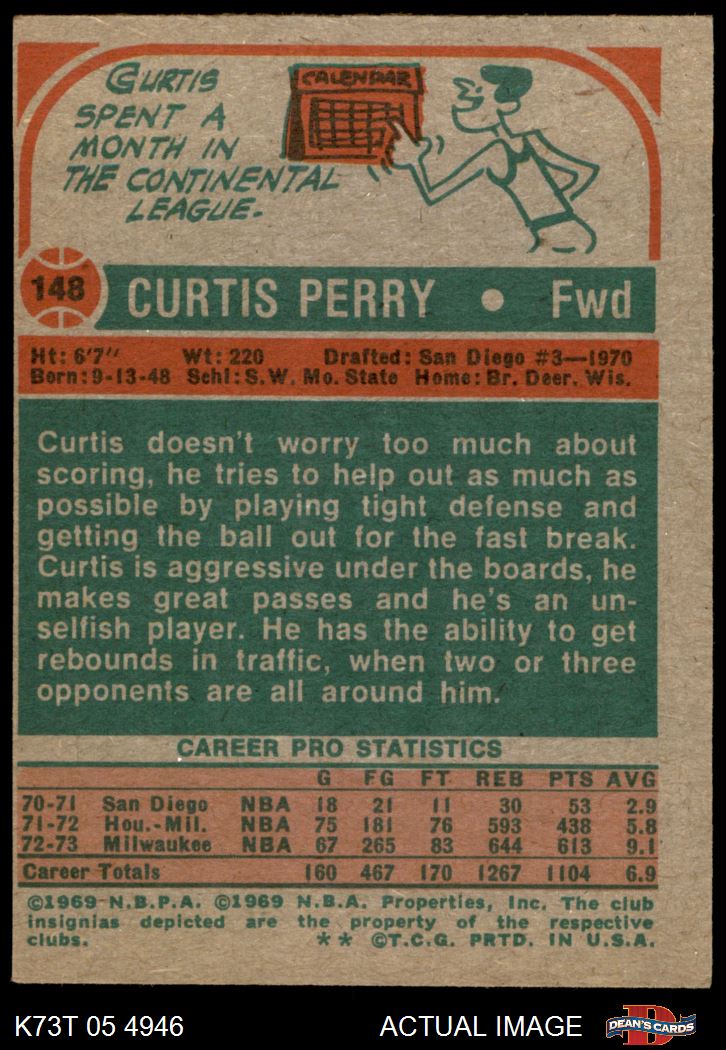 CURTIS
SPENT A
MONTH IN
THE CONTINENTAL
LEAGUE.
CALENDAR
148
CURTIS PERRY • Fwd
Ht: 6'7" Wt: 220 Drafted: San Diego #3—1970
Born: 9-13-48 Schl: S.W. Mo. State Home: Br. Deer, Wis.
Curtis doesn't worry too much about
scoring, he tries to help out as much as
possible by playing tight defense and
getting the ball out for the fast break.
Curtis is aggressive under the boards, he
makes great passes and he's an un-
selfish player. He has the ability to get
rebounds in traffic, when two or three
opponents are all around him.
CAREER PRO STATISTICS
G FG FT REB PTS AVG
70-71 San Diego NBA 18 21 11 30 53 2.9
71-72 Hou.-Mil. NBA 75 181 76 593 438 5.8
72-73 Milwaukee NBA 67 265 83 644 613 9.1
Career Totals 160 467 170 1267 1104 6.9
©1969 N.B.P.A. ©1969 N.B.A. Properties, Inc. The club
insignias depicted are the property of the respective
clubs. ** ©T.C.G. PRTD. IN U.S.A.
K73T 05 4946 ACTUAL IMAGE
D
DEAN'S CARDS